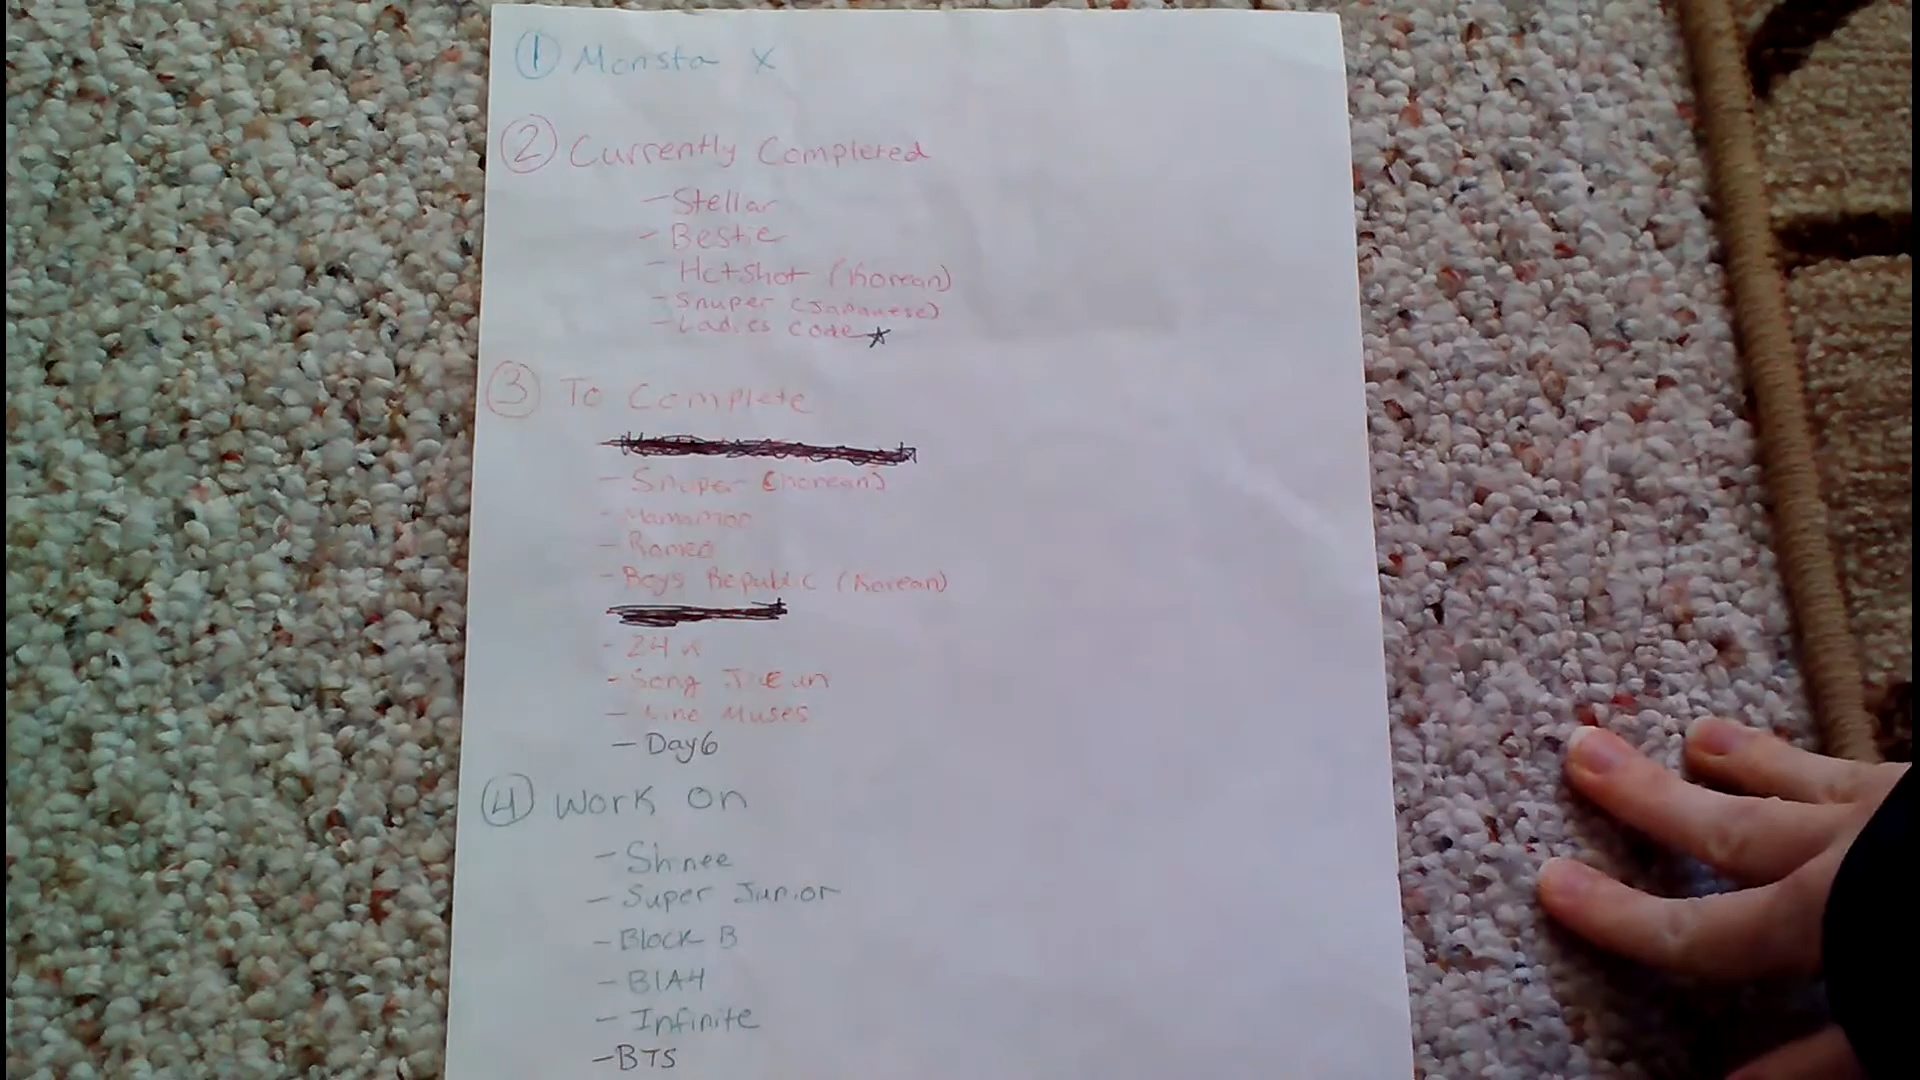 ① Monsta X
② Currently Completed
- Stellar
- Bestie
- Hotshot (Korean)
- Snuper (Japanese)
- Ladies Code ★
③ To Complete
- Snuper (Korean)
- Mamamoo
- Romeo
- Boys Republic (Korean)
- 24K
- Song JiEun
- Nine Muses
- Day6
④ Work on
- Shinee
- Super Junior
- Block B
- B1A4
- Infinite
- BTS